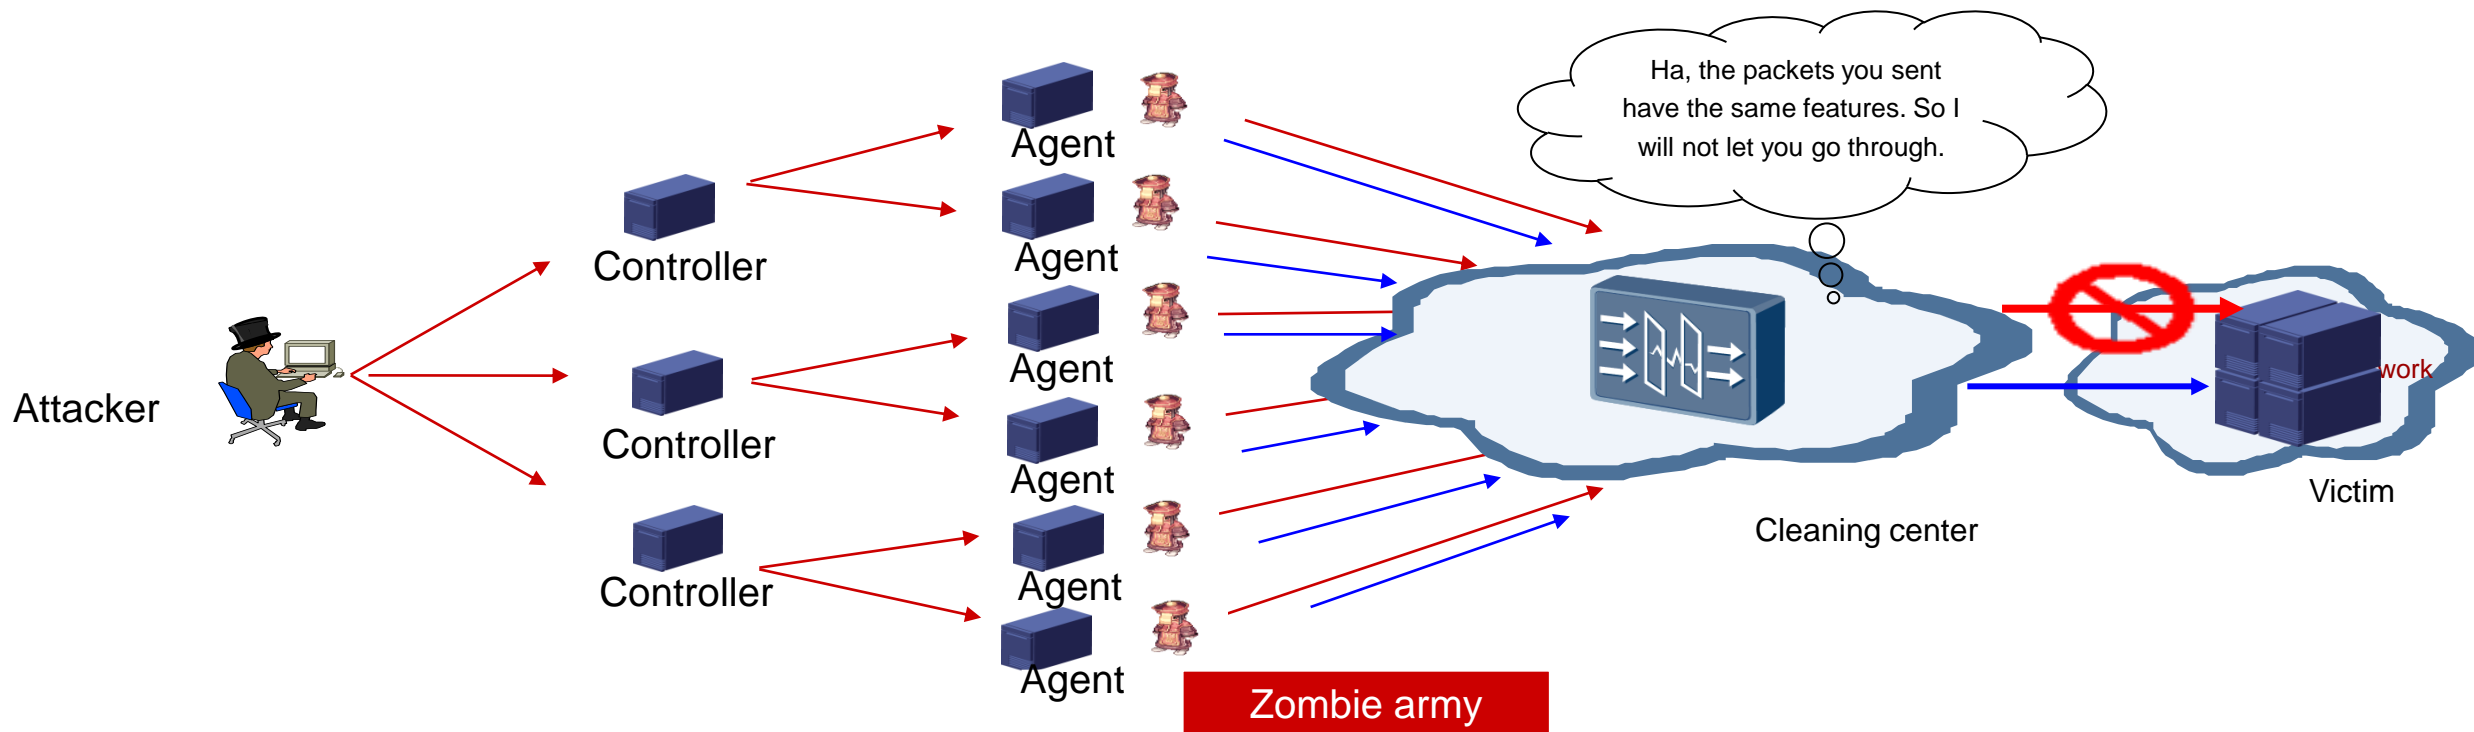 Ha, the packets you sent
have the same features. So I
will not let you go through.
Agent
Agent
Controller
Agent
work
Attacker
Controller
Agent
Victim
Cleaning center
Controller
Agent
Agent
Zombie army